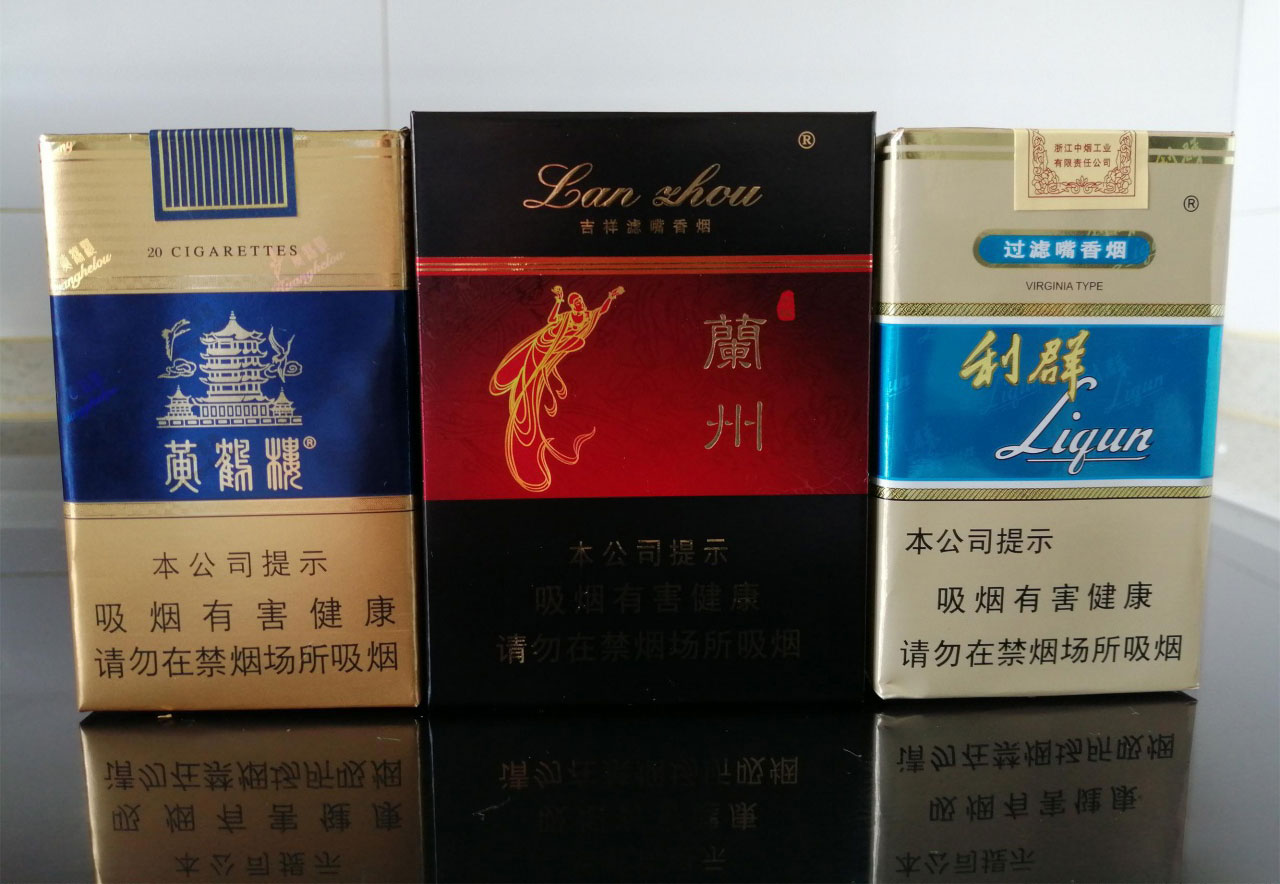 20 CIGARETTES
黄鹤楼®
本公司提示
吸烟有害健康
请勿在禁烟场所吸烟
®
Lan zhou
吉祥滤嘴香烟
蘭
州
本公司提示
吸烟有害健康
请勿在禁烟场所吸烟
浙江中烟工业
有限责任公司
®
过滤嘴香烟
VIRGINIA TYPE
利群
Liqun
本公司提示
吸烟有害健康
请勿在禁烟场所吸烟